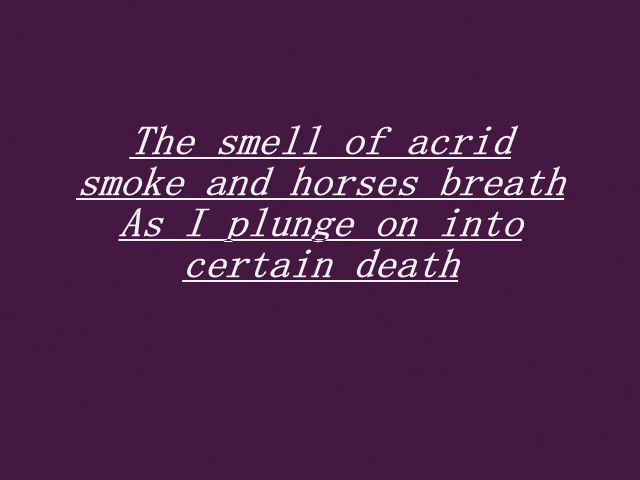 The smell of acrid
smoke and horses breath
As I plunge on into
certain death